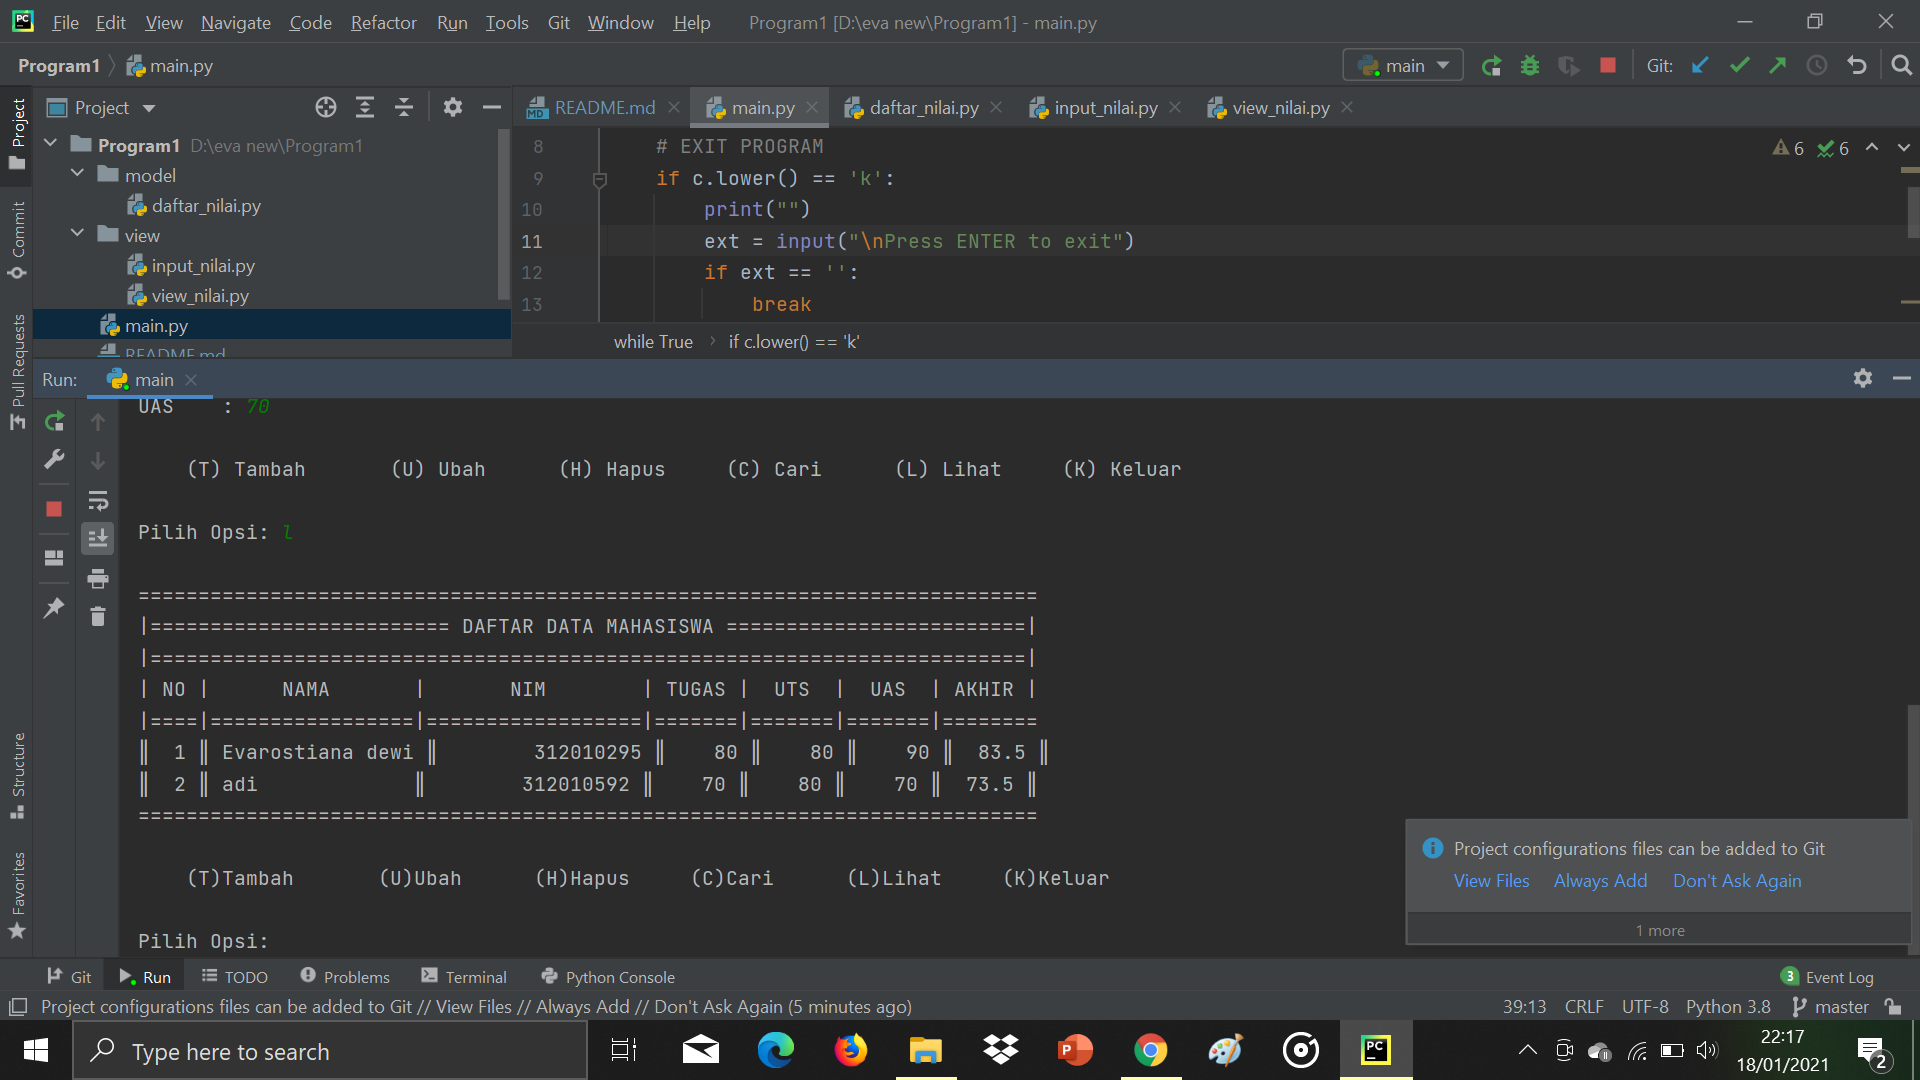 File Edit View Navigate Code Refactor Run Tools Git Window Help Program1 [D:\eva new\Program1] - main.py
Program1 main.py main Git:
Project
README.md main.py daftar_nilai.py input_nilai.py view_nilai.py
Project
Commit
Pull Requests
Structure
Favorites
Program1 D:\eva new\Program1
model
daftar_nilai.py
view
input_nilai.py
view_nilai.py
main.py
README.md
8 # EXIT PROGRAM
9 if c.lower() == 'k':
10 print("")
11 ext = input("\nPress ENTER to exit")
12 if ext == '':
13 break
6 6
while True if c.lower() == 'k'
Run: main
UAS    : 70
(T) Tambah (U) Ubah (H) Hapus (C) Cari (L) Lihat (K) Keluar
Pilih Opsi: l
===========================================================================
|========================= DAFTAR DATA MAHASISWA =========================|
|=========================================================================|
| NO |      NAMA       |       NIM        | TUGAS |  UTS  |  UAS  | AKHIR |
|====|=================|==================|=======|=======|=======|========
║  1 ║ Evarostiana dewi ║        312010295 ║    80 ║    80 ║    90 ║  83.5 ║
║  2 ║ adi             ║        312010592 ║    70 ║    80 ║    70 ║  73.5 ║
===========================================================================
(T)Tambah (U)Ubah (H)Hapus (C)Cari (L)Lihat (K)Keluar
Pilih Opsi:
Project configurations files can be added to Git
View Files Always Add Don't Ask Again
1 more
Git Run TODO Problems Terminal Python Console 3 Event Log
Project configurations files can be added to Git // View Files // Always Add // Don't Ask Again (5 minutes ago) 39:13 CRLF UTF-8 Python 3.8 master
Type here to search
22:17
18/01/2021
2